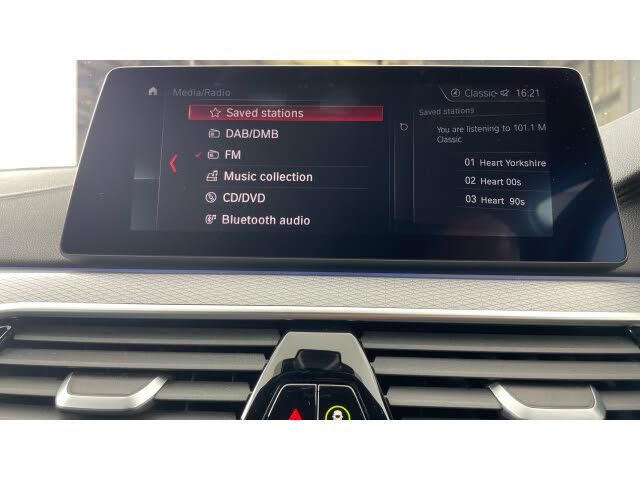 Media/Radio
Classic 16:21
Saved stations
DAB/DMB
FM
Music collection
CD/DVD
Bluetooth audio
Saved stations
You are listening to 101.1 M
Classic
01 Heart Yorkshire
02 Heart 00s
03 Heart 90s